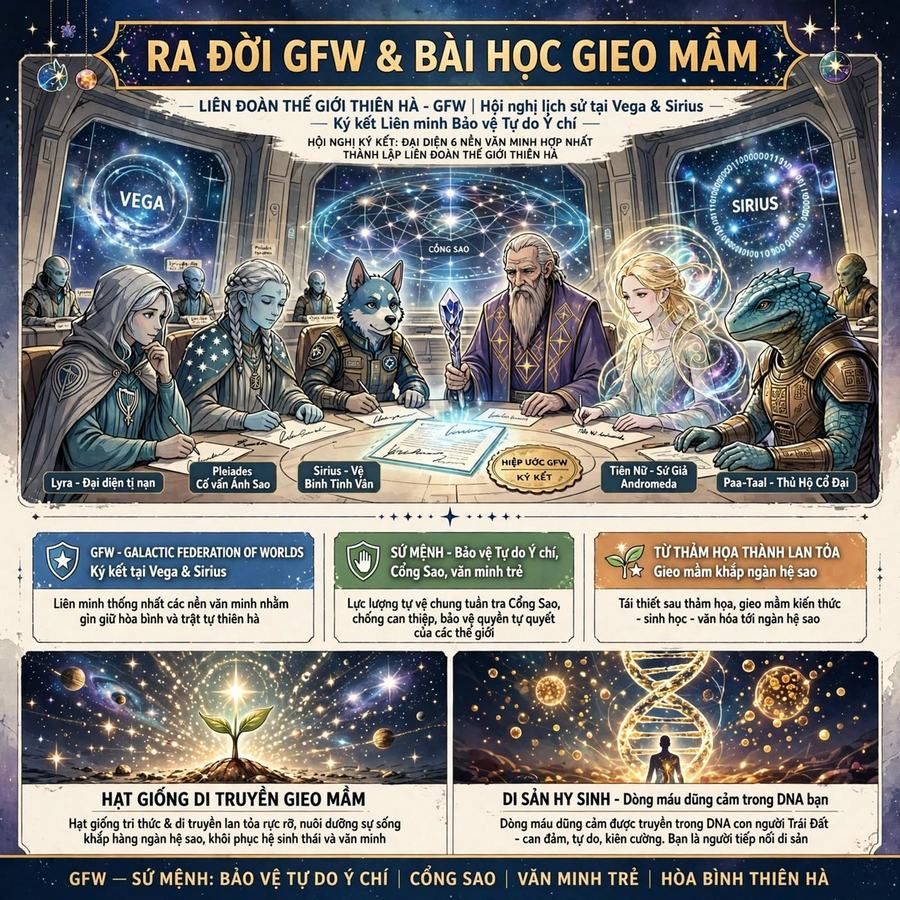 RA ĐỜI GFW & BÀI HỌC GIEO MẦM
LIÊN ĐOÀN THẾ GIỚI THIÊN HÀ - GFW | Hội nghị lịch sử tại Vega & Sirius
Ký kết Liên minh Bảo vệ Tự do Ý chí
HỘI NGHỊ KÝ KẾT: ĐẠI DIỆN 6 NỀN VĂN MINH HỢP NHẤT
THÀNH LẬP LIÊN ĐOÀN THẾ GIỚI THIÊN HÀ
VEGA
CỔNG SAO
SIRIUS
HIỆP ƯỚC GFW
KÝ KẾT
Lyra - Đại diện tị nạn
Pleiades
Cố vấn Ánh Sao
Sirius - Vệ
Binh Tinh Vân
Tiên Nữ - Sứ Giả
Andromeda
Paa-Taal - Thủ Hộ Cổ Đại
GFW - GALACTIC FEDERATION OF WORLDS
Ký kết tại Vega & Sirius
Liên minh thống nhất các nền văn minh nhằm
gìn giữ hòa bình và trật tự thiên hà
SỨ MỆNH - Bảo vệ Tự do Ý chí,
Cổng Sao, văn minh trẻ
Lực lượng tự vệ chung tuần tra Cổng Sao,
chống can thiệp, bảo vệ quyền tự quyết
của các thế giới
TỪ THẢM HỌA THÀNH LAN TỎA
Gieo mầm khắp ngàn hệ sao
Tái thiết sau thảm họa, gieo mầm kiến thức
- sinh học - văn hóa tới ngàn hệ sao
HẠT GIỐNG DI TRUYỀN GIEO MẦM
Hạt giống tri thức & di truyền lan tỏa rực rỡ, nuôi dưỡng sự sống
khắp hàng ngàn hệ sao, khôi phục hệ sinh thái và văn minh
DI SẢN HY SINH - Dòng máu dũng cảm trong DNA bạn
Dòng máu dũng cảm được truyền trong DNA con người Trái Đất
- can đảm, tự do, kiên cường. Bạn là người tiếp nối di sản
GFW — SỨ MỆNH: BẢO VỆ TỰ DO Ý CHÍ | CỔNG SAO | VĂN MINH TRẺ | HÒA BÌNH THIÊN HÀ